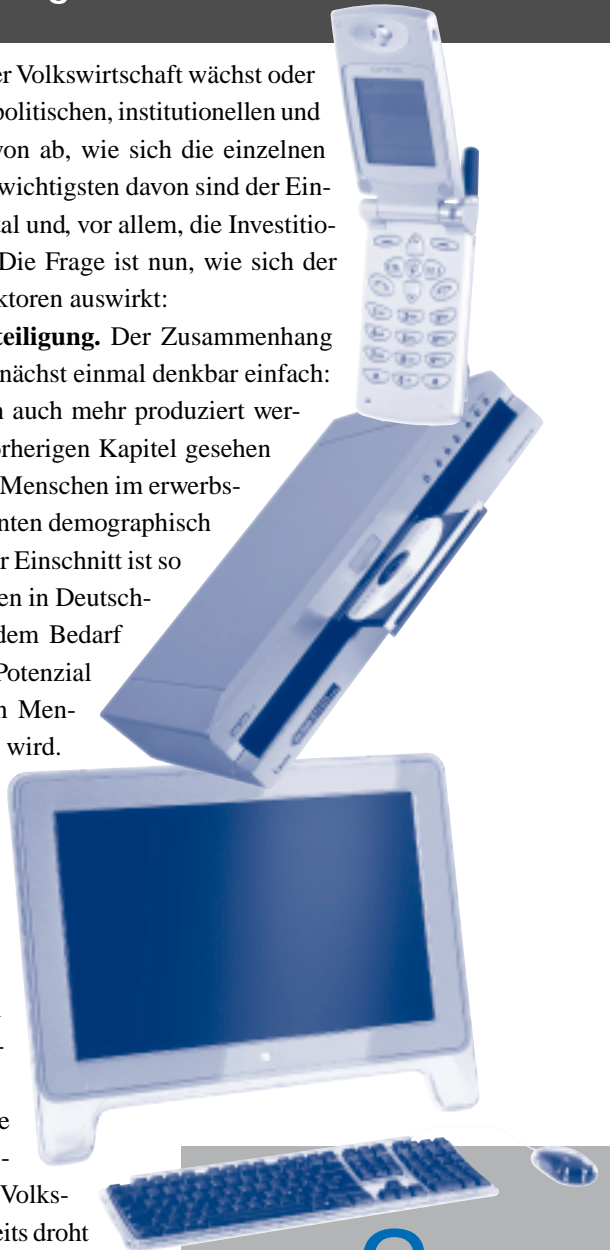 er Volkswirtschaft wächst oder
politischen, institutionellen und
von ab, wie sich die einzelnen
wichtigsten davon sind der Ein-
tal und, vor allem, die Investitio-
Die Frage ist nun, wie sich der
ktoren auswirkt:
teiligung. Der Zusammenhang
nächst einmal denkbar einfach:
n auch mehr produziert wer-
orherigen Kapitel gesehen
Menschen im erwerbs-
nten demographisch
r Einschnitt ist so
en in Deutsch-
dem Bedarf
Potenzial
n Men-
wird.
-
e
-
Volks-
eits droht